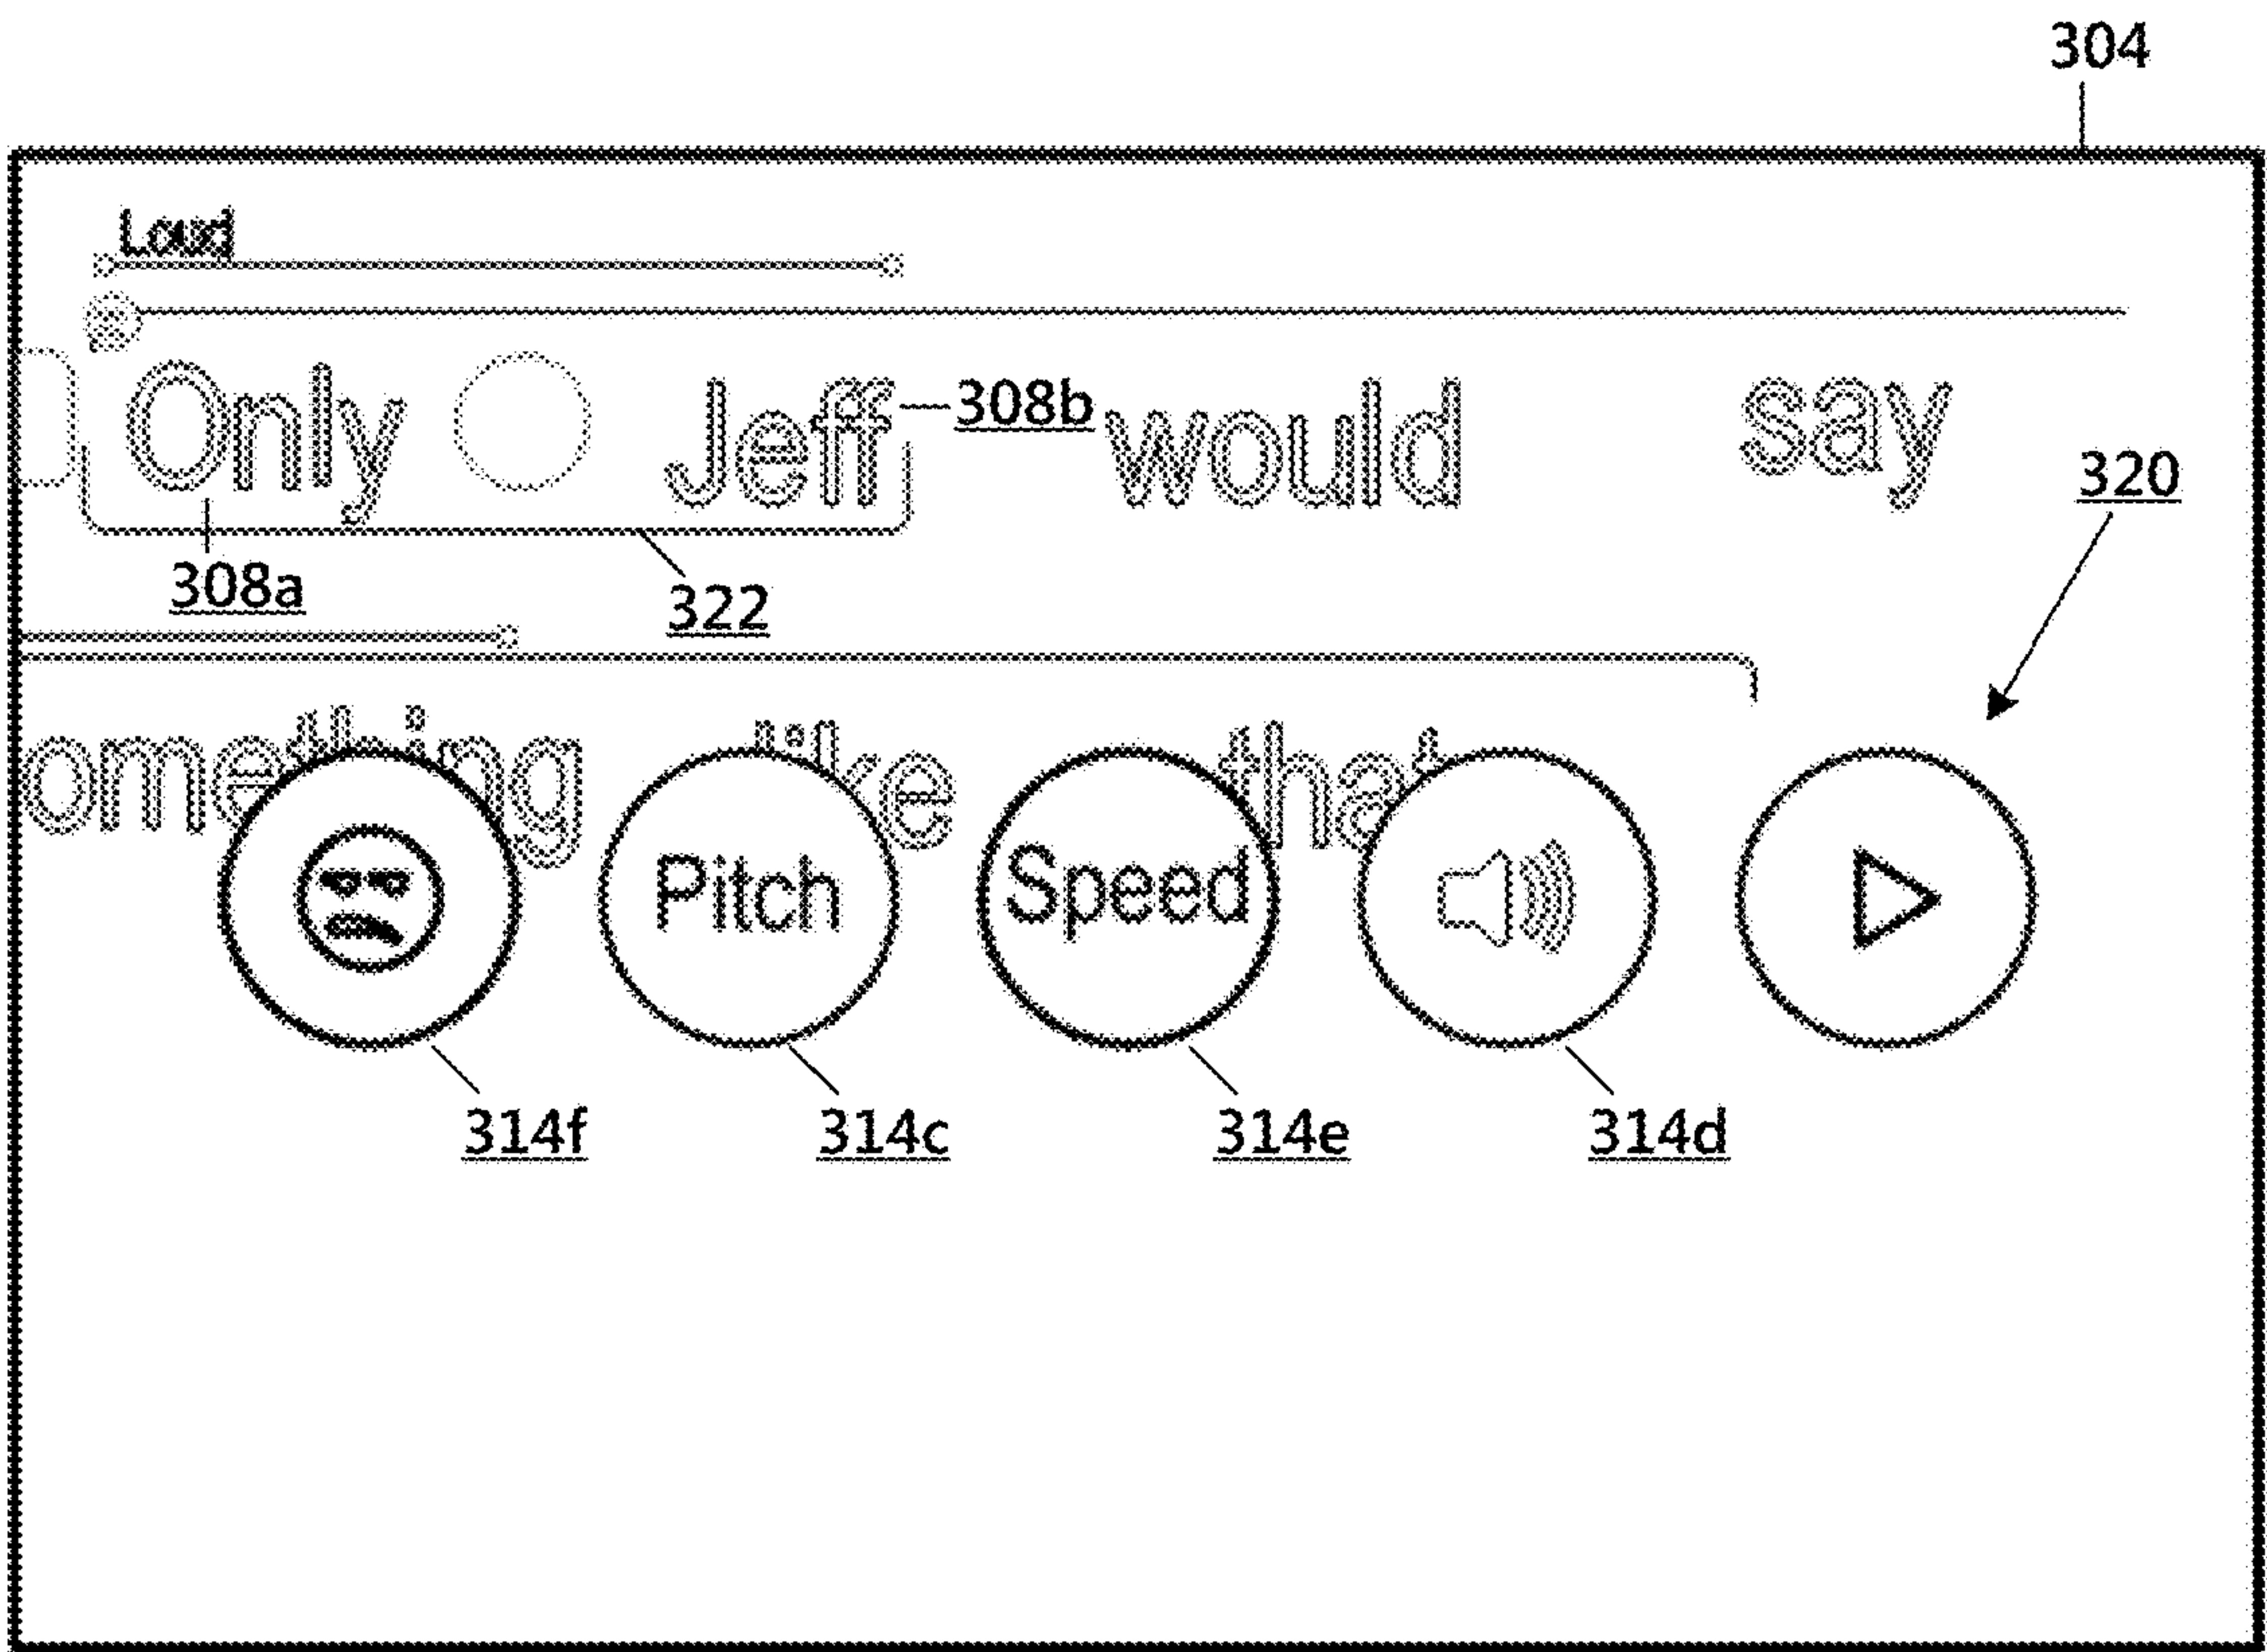 304
Loud
Only Jeff 308b would say
320
308a 322
omething like that
Pitch Speed
314f 314c 314e 314d